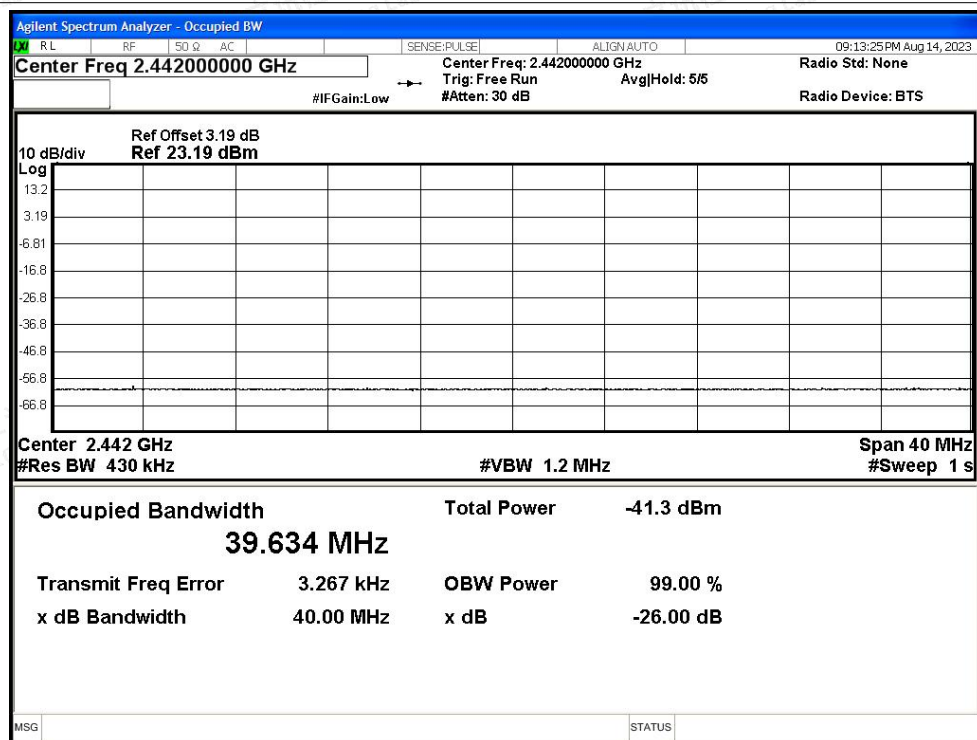 Agilent Spectrum Analyzer - Occupied BW
LXI RL RF 50 Ω AC SENSE:PULSE ALIGN AUTO 09:13:25 PM Aug 14, 2023
Center Freq 2.442000000 GHz Center Freq: 2.442000000 GHz Radio Std: None
Trig: Free Run Avg|Hold: 5/5
#IFGain:Low #Atten: 30 dB Radio Device: BTS
Ref Offset 3.19 dB
10 dB/div Ref 23.19 dBm
Log
13.2
3.19
-6.81
-16.8
-26.8
-36.8
-46.8
-56.8
-66.8
Center 2.442 GHz Span 40 MHz
#Res BW 430 kHz #VBW 1.2 MHz #Sweep 1 s
Occupied Bandwidth Total Power -41.3 dBm
39.634 MHz
Transmit Freq Error 3.267 kHz OBW Power 99.00 %
x dB Bandwidth 40.00 MHz x dB -26.00 dB
MSG STATUS